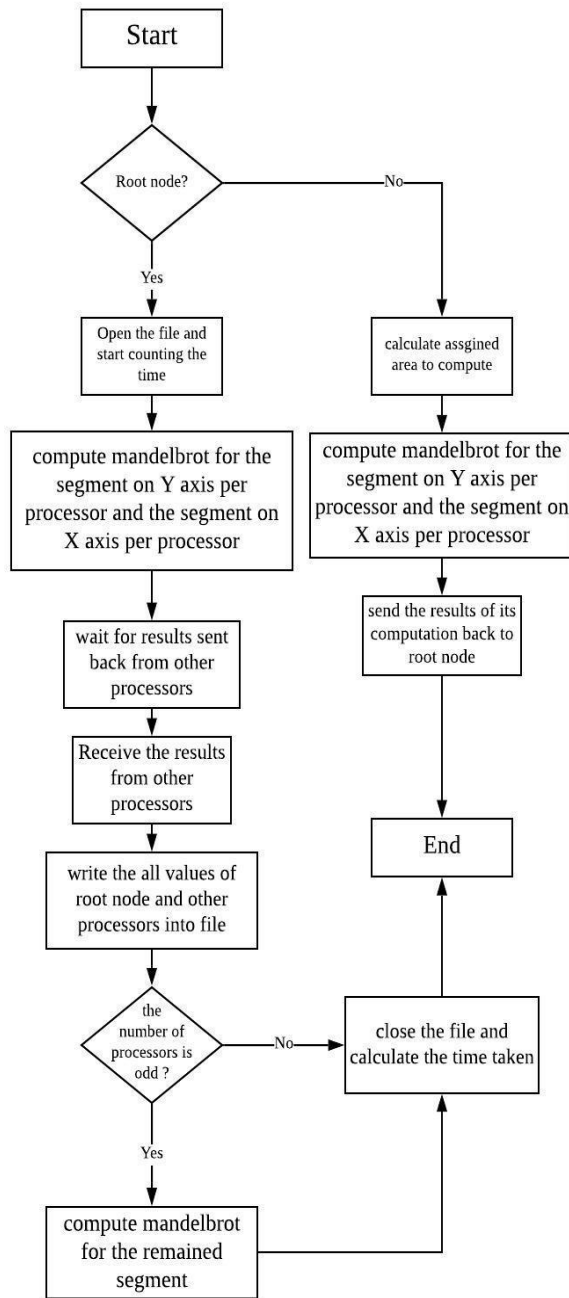 Start
Root node?
No
Yes
Open the file and
start counting the
time
calculate assgined
area to compute
compute mandelbrot for the
segment on Y axis per
processor and the segment on
X axis per processor
compute mandelbrot for the
segment on Y axis per
processor and the segment on
X axis per processor
send the results of its
computation back to
root node
wait for results sent
back from other
processors
Receive the results
from other
processors
End
write the all values of
root node and other
processors into file
the
number of
processors is
odd ?
No
close the file and
calculate the time taken
Yes
compute mandelbrot
for the remained
segment